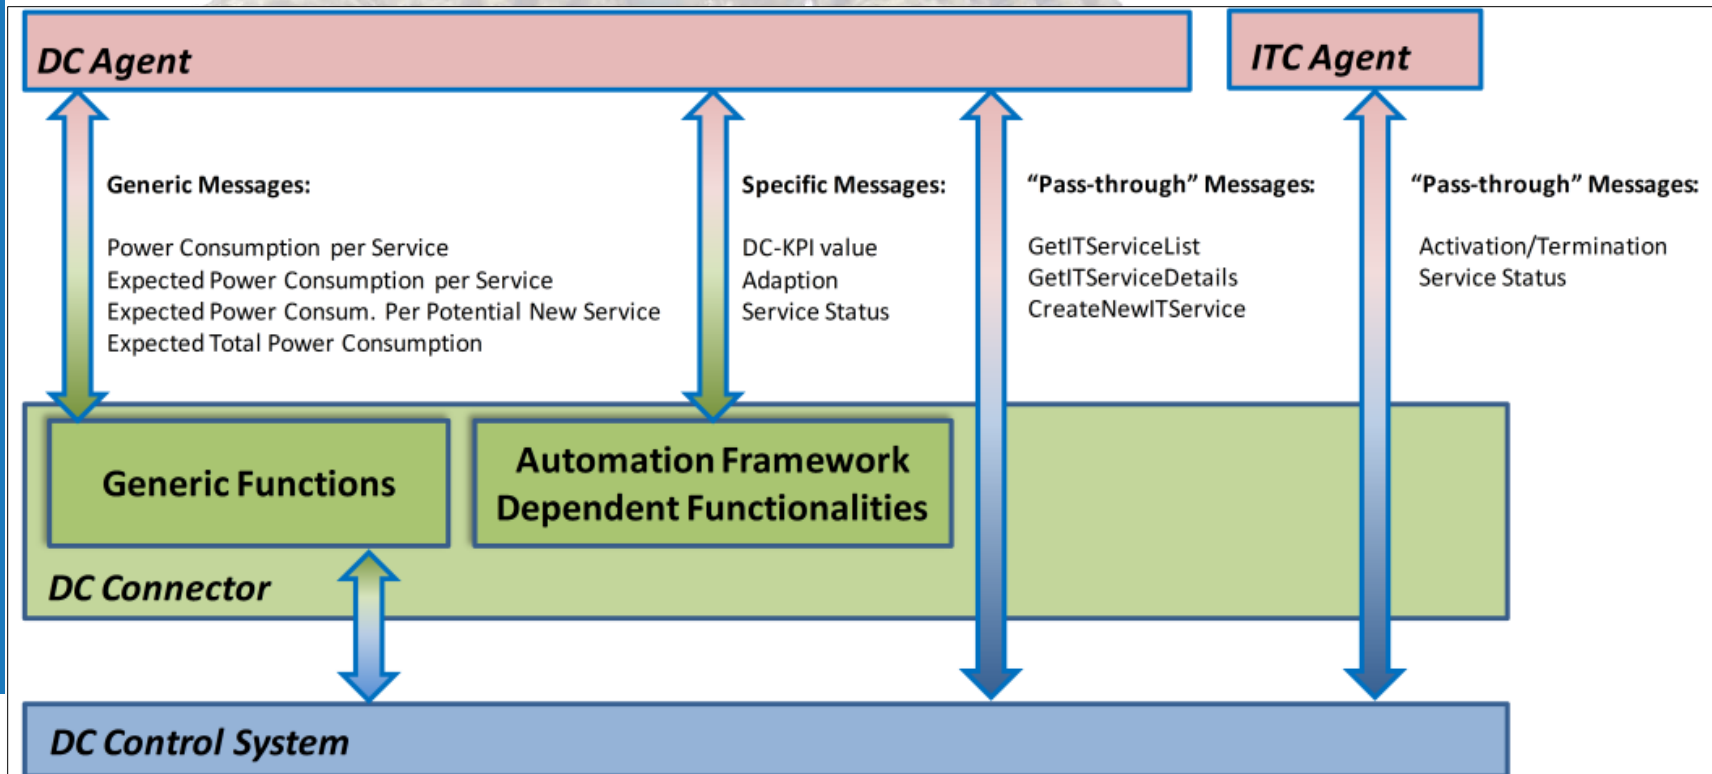 DC Agent
ITC Agent
Generic Messages:
Power Consumption per Service
Expected Power Consumption per Service
Expected Power Consum. Per Potential New Service
Expected Total Power Consumption
Specific Messages:
DC-KPI value
Adaption
Service Status
“Pass-through” Messages:
GetITServiceList
GetITServiceDetails
CreateNewITService
“Pass-through” Messages:
Activation/Termination
Service Status
Generic Functions
Automation Framework
Dependent Functionalities
DC Connector
DC Control System